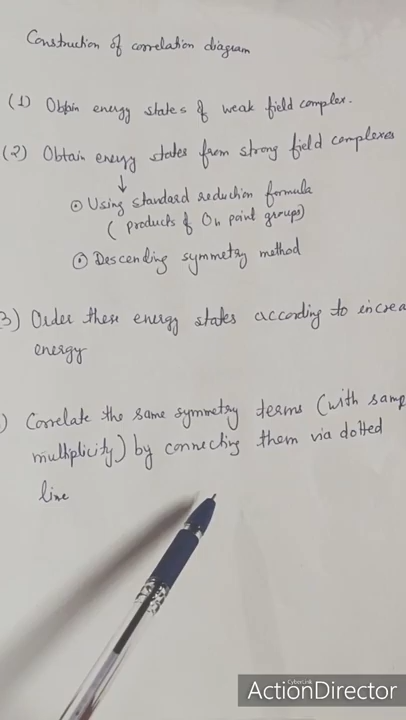 Construction of correlation diagram
(1) Obtain energy states of weak field complex.
(2) Obtain energy states from strong field complexes
↓
⊙ Using standard reduction formula
( products of Oh point groups)
⊙ Descending symmetry method
3) Order these energy states according to increa
energy
) Correlate the same symmetry terms (with samp
multiplicity) by connecting them via dotted
line
CyberLink
ActionDirector